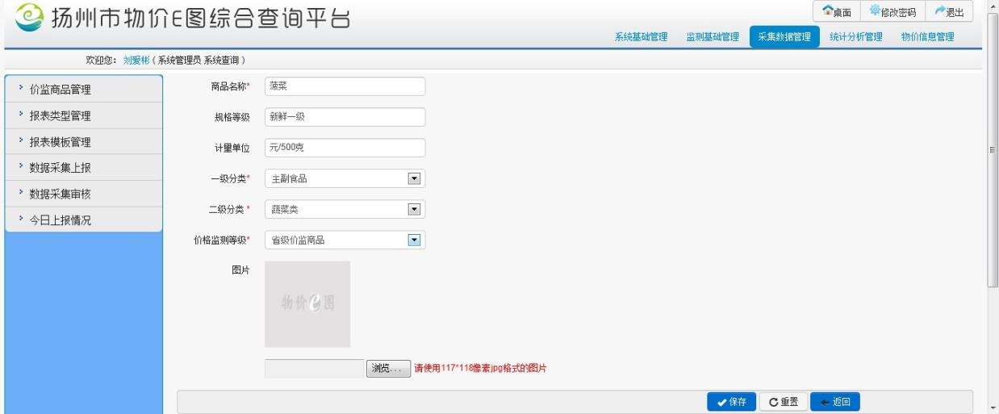 扬州市物价E图综合查询平台
桌面 修改密码 退出
系统基础管理 监测基础管理 采集数据管理 统计分析管理 物价信息管理
欢迎您： 刘爱彬 ( 系统管理员 系统查询 )
价监商品管理
报表类型管理
报表模板管理
数据采集上报
数据采集审核
今日上报情况
商品名称* 菠菜
规格等级 新鲜一级
计量单位 元/500克
一级分类* 主副食品
二级分类 * 蔬菜类
价格监测等级* 省级价监商品
图片
物价e图
浏览... 请使用117*118像素jpg格式的图片
保存 重置 返回